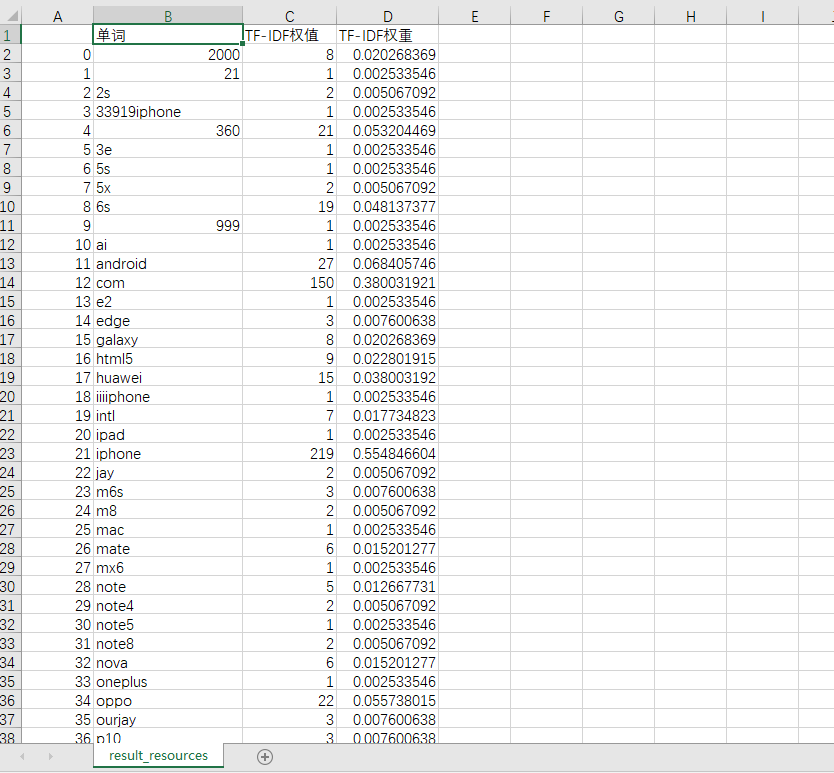 A B C D E F G H I
1 单词 TF-IDF权值 TF-IDF权重
2 0 2000 8 0.020268369
3 1 21 1 0.002533546
4 2 2s 2 0.005067092
5 3 33919iphone 1 0.002533546
6 4 360 21 0.053204469
7 5 3e 1 0.002533546
8 6 5s 1 0.002533546
9 7 5x 2 0.005067092
10 8 6s 19 0.048137377
11 9 999 1 0.002533546
12 10 ai 1 0.002533546
13 11 android 27 0.068405746
14 12 com 150 0.380031921
15 13 e2 1 0.002533546
16 14 edge 3 0.007600638
17 15 galaxy 8 0.020268369
18 16 html5 9 0.022801915
19 17 huawei 15 0.038003192
20 18 iiiiphone 1 0.002533546
21 19 intl 7 0.017734823
22 20 ipad 1 0.002533546
23 21 iphone 219 0.554846604
24 22 jay 2 0.005067092
25 23 m6s 3 0.007600638
26 24 m8 2 0.005067092
27 25 mac 1 0.002533546
28 26 mate 6 0.015201277
29 27 mx6 1 0.002533546
30 28 note 5 0.012667731
31 29 note4 2 0.005067092
32 30 note5 1 0.002533546
33 31 note8 2 0.005067092
34 32 nova 6 0.015201277
35 33 oneplus 1 0.002533546
36 34 oppo 22 0.055738015
37 35 ourjay 3 0.007600638
38 36 p10 3 0.007600638
result_resources